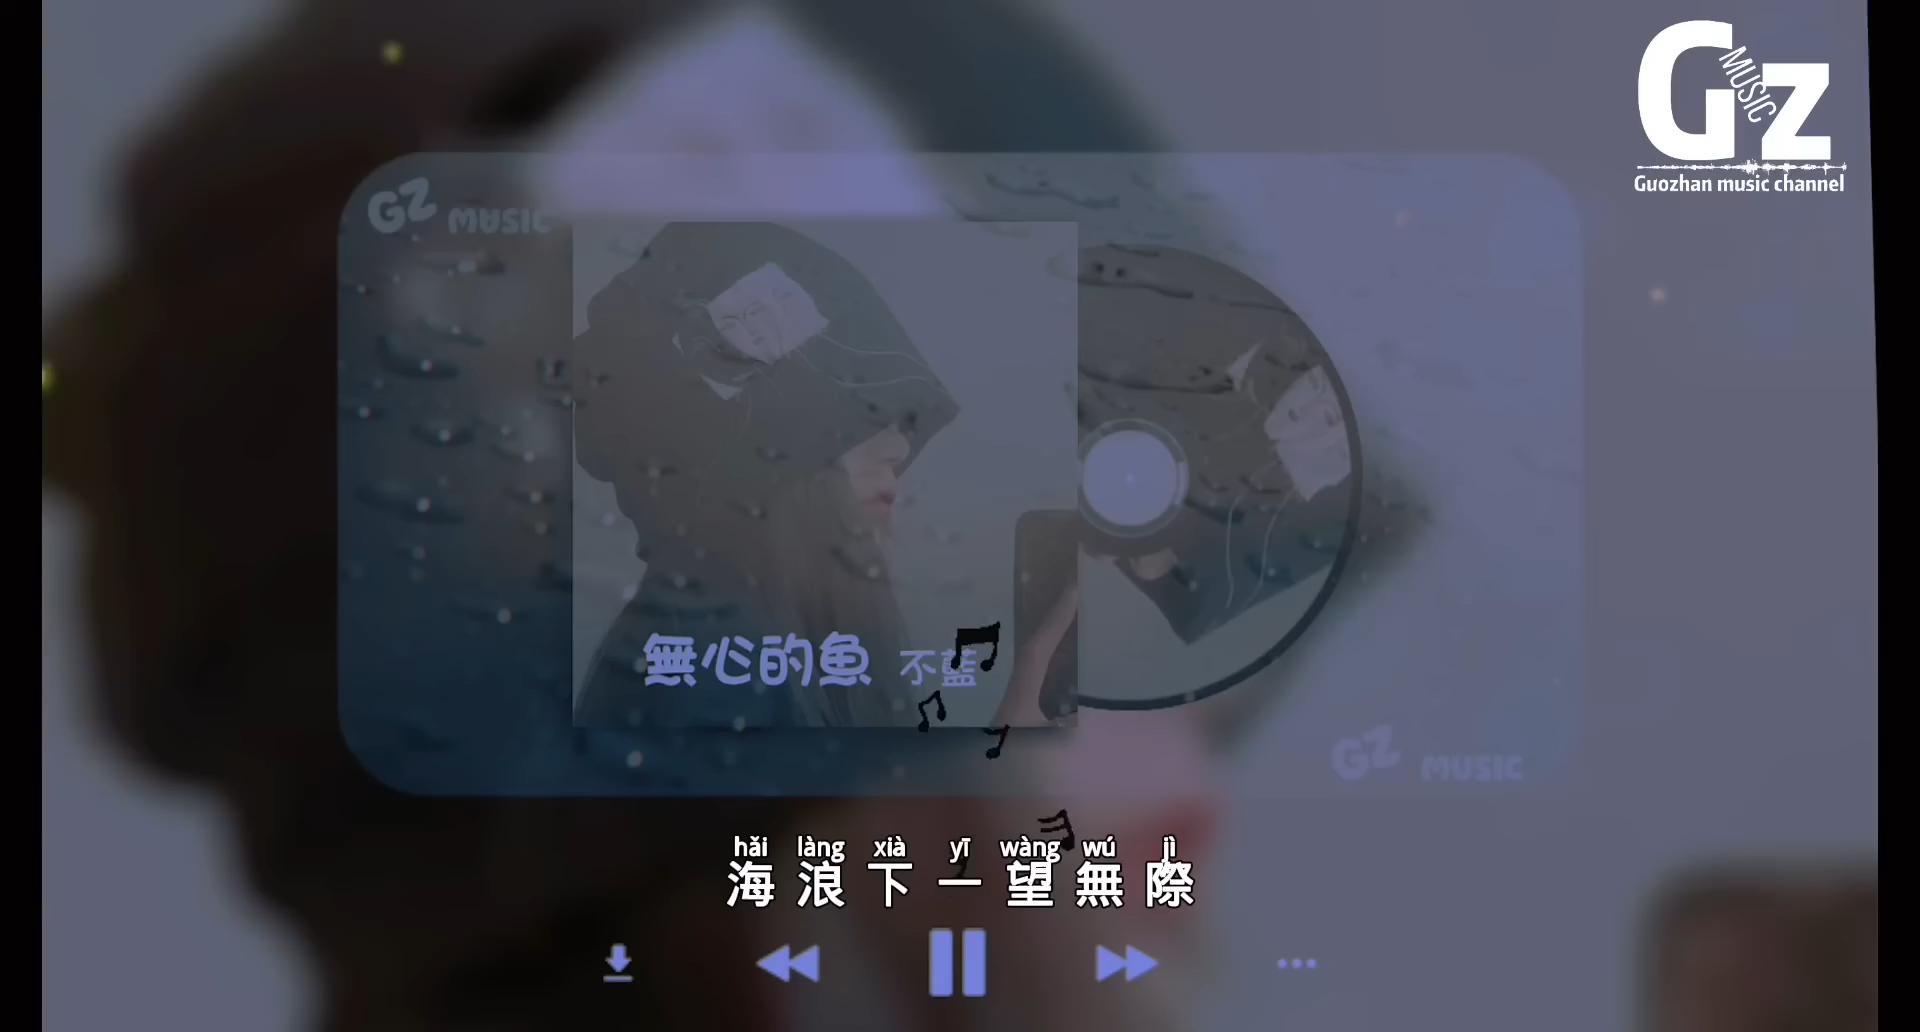 GZ
MUSIC
Guozhan music channel
GZ MUSIC
無心的魚 不藍
GZ MUSIC
hǎi làng xià yī wàng wú jì
海浪下一望無際